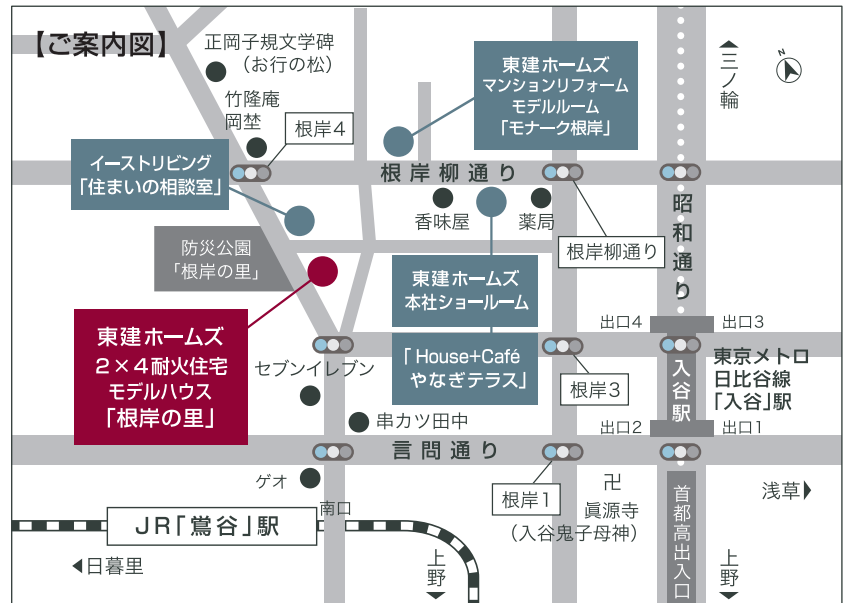 【ご案内図】
正岡子規文学碑
（お行の松）
竹隆庵
岡埜
根岸4
東建ホームズ
マンションリフォーム
モデルルーム
「モナーク根岸」
三ノ輪
N
イーストリビング
「住まいの相談室」
根岸柳通り
香味屋
薬局
根岸柳通り
昭和通り
防災公園
「根岸の里」
東建ホームズ
本社ショールーム
「House+Café
やなぎテラス」
東建ホームズ
2×4耐火住宅
モデルハウス
「根岸の里」
セブンイレブン
根岸3
出口4
出口3
入谷駅
東京メトロ
日比谷線
「入谷」駅
出口2
出口1
串カツ田中
言問通り
ゲオ
南口
根岸1
卍
眞源寺
（入谷鬼子母神）
首都高出入口
浅草
JR「鶯谷」駅
日暮里
上野
上野